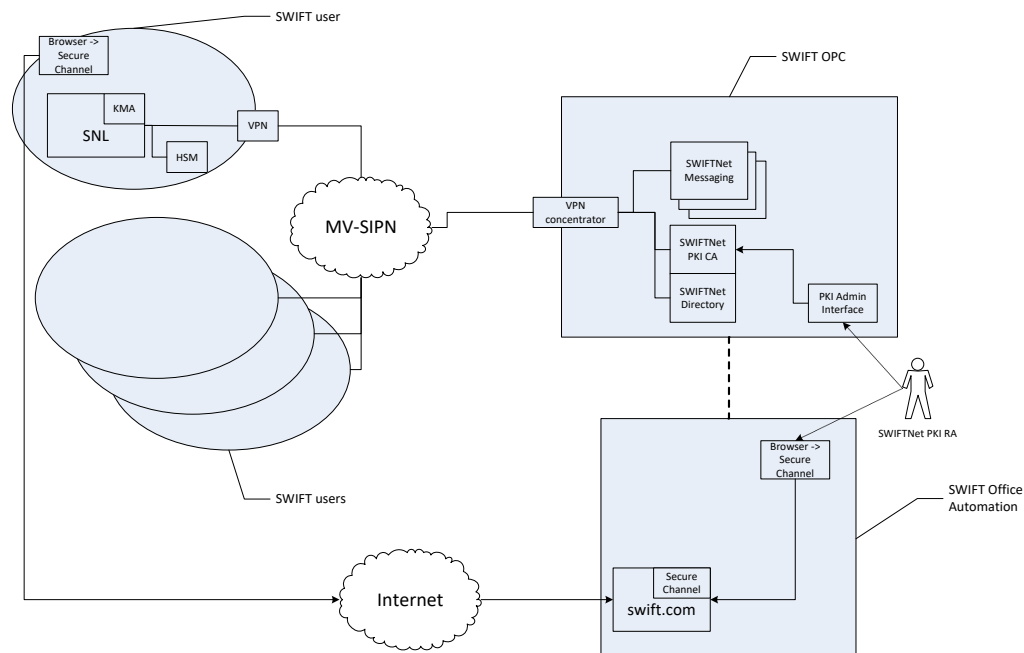 SWIFT user
Browser ->
Secure
Channel
KMA
SNL
HSM
VPN
MV-SIPN
SWIFT users
SWIFT OPC
VPN
concentrator
SWIFTNet
Messaging
SWIFTNet
PKI CA
SWIFTNet
Directory
PKI Admin
Interface
SWIFTNet PKI RA
Browser ->
Secure
Channel
SWIFT Office
Automation
Secure
Channel
swift.com
Internet